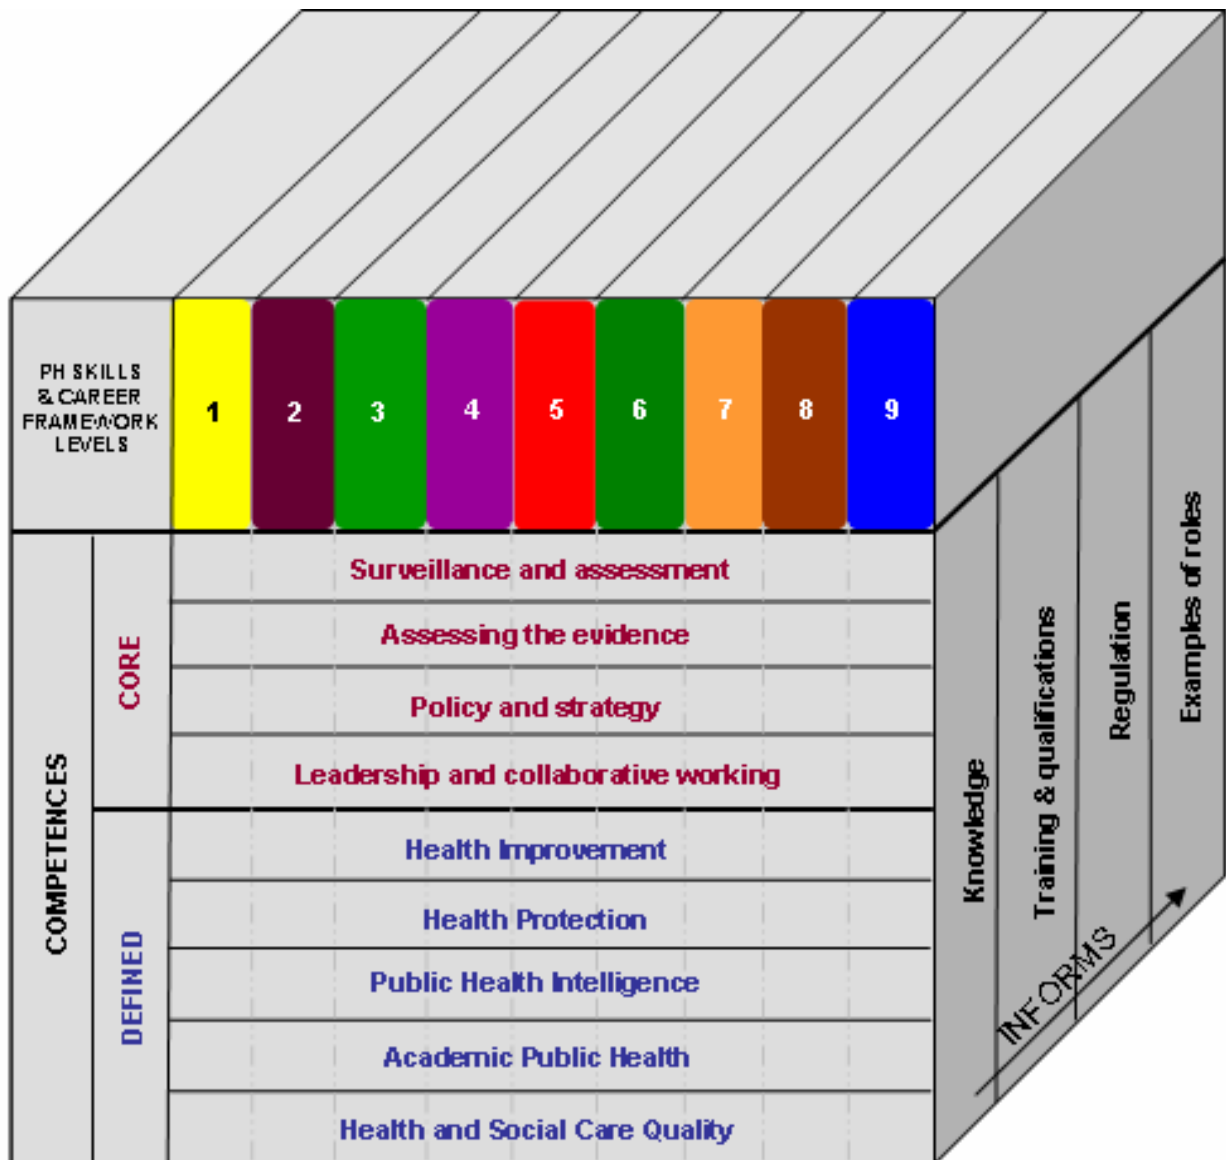 PH SKILLS
& CAREER
FRAMEWORK
LEVELS
1
2
3
4
5
6
7
8
9
COMPETENCES
CORE
Surveillance and assessment
Assessing the evidence
Policy and strategy
Leadership and collaborative working
DEFINED
Health Improvement
Health Protection
Public Health Intelligence
Academic Public Health
Health and Social Care Quality
Knowledge
Training & qualifications
Regulation
Examples of roles
INFORMS